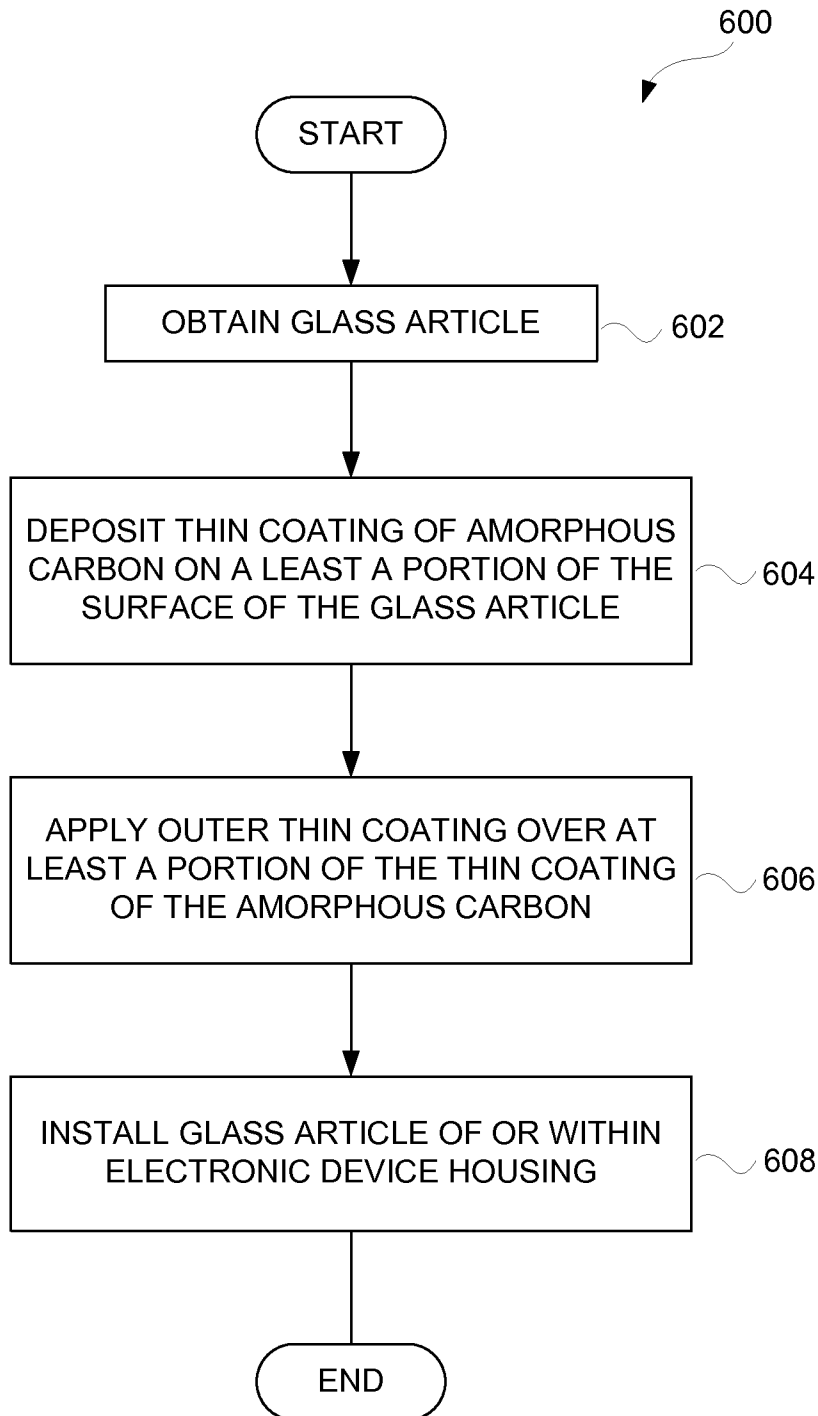 600
START
OBTAIN GLASS ARTICLE
602
DEPOSIT THIN COATING OF AMORPHOUS
CARBON ON A LEAST A PORTION OF THE
SURFACE OF THE GLASS ARTICLE
604
APPLY OUTER THIN COATING OVER AT
LEAST A PORTION OF THE THIN COATING
OF THE AMORPHOUS CARBON
606
INSTALL GLASS ARTICLE OF OR WITHIN
ELECTRONIC DEVICE HOUSING
608
END